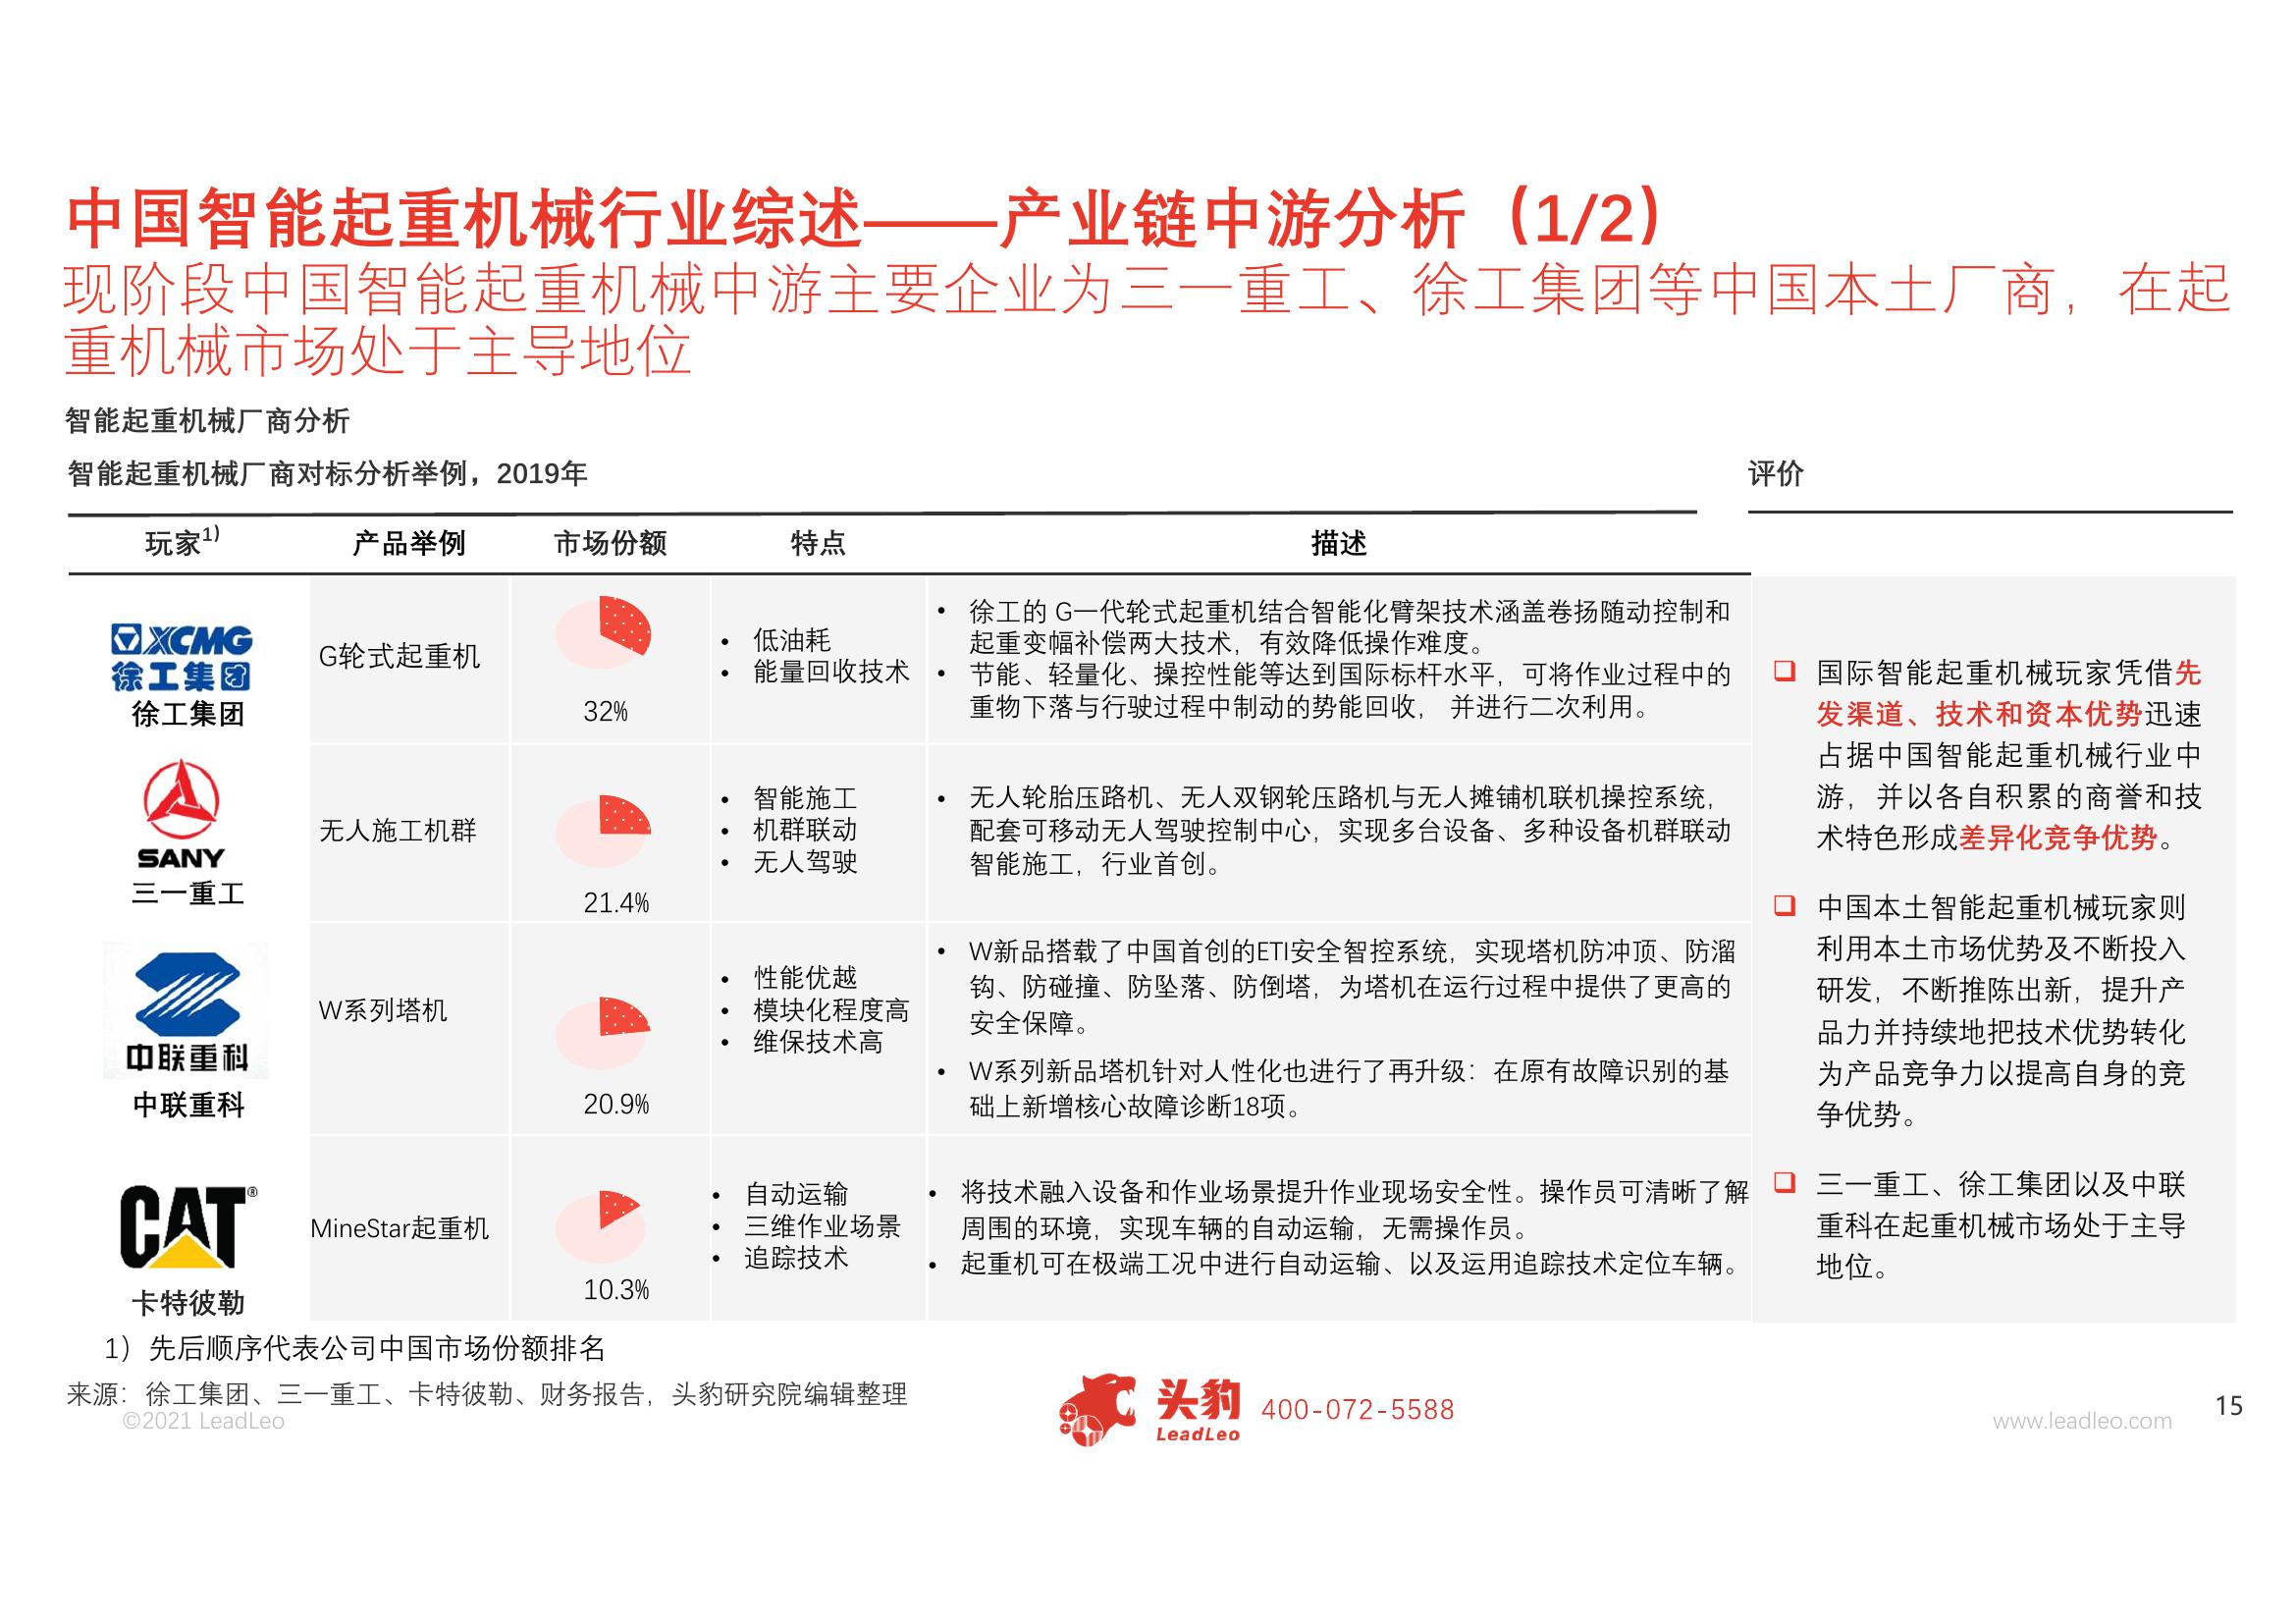 中国智能起重机械行业综述——产业链中游分析（1/2）
现阶段中国智能起重机械中游主要企业为三一重工、徐工集团等中国本土厂商，在起
重机械市场处于主导地位
智能起重机械厂商分析
智能起重机械厂商对标分析举例，2019年
评价
玩家1)
产品举例
市场份额
特点
描述
XCMG
徐工集团
徐工集团
G轮式起重机
32%
• 低油耗
• 能量回收技术
• 徐工的 G一代轮式起重机结合智能化臂架技术涵盖卷扬随动控制和
起重变幅补偿两大技术，有效降低操作难度。
• 节能、轻量化、操控性能等达到国际标杆水平，可将作业过程中的
重物下落与行驶过程中制动的势能回收， 并进行二次利用。
SANY
三一重工
无人施工机群
21.4%
• 智能施工
• 机群联动
• 无人驾驶
• 无人轮胎压路机、无人双钢轮压路机与无人摊铺机联机操控系统，
配套可移动无人驾驶控制中心，实现多台设备、多种设备机群联动
智能施工，行业首创。
中联重科
中联重科
W系列塔机
20.9%
• 性能优越
• 模块化程度高
• 维保技术高
• W新品搭载了中国首创的ETI安全智控系统，实现塔机防冲顶、防溜
钩、防碰撞、防坠落、防倒塔，为塔机在运行过程中提供了更高的
安全保障。
• W系列新品塔机针对人性化也进行了再升级：在原有故障识别的基
础上新增核心故障诊断18项。
CAT®
卡特彼勒
MineStar起重机
10.3%
• 自动运输
• 三维作业场景
• 追踪技术
• 将技术融入设备和作业场景提升作业现场安全性。操作员可清晰了解
周围的环境，实现车辆的自动运输，无需操作员。
• 起重机可在极端工况中进行自动运输、以及运用追踪技术定位车辆。
❑ 国际智能起重机械玩家凭借先
发渠道、技术和资本优势迅速
占据中国智能起重机械行业中
游，并以各自积累的商誉和技
术特色形成差异化竞争优势。
❑ 中国本土智能起重机械玩家则
利用本土市场优势及不断投入
研发，不断推陈出新，提升产
品力并持续地把技术优势转化
为产品竞争力以提高自身的竞
争优势。
❑ 三一重工、徐工集团以及中联
重科在起重机械市场处于主导
地位。
1）先后顺序代表公司中国市场份额排名
来源：徐工集团、三一重工、卡特彼勒、财务报告，头豹研究院编辑整理
©2021 LeadLeo
头豹
LeadLeo
400-072-5588
www.leadleo.com
15